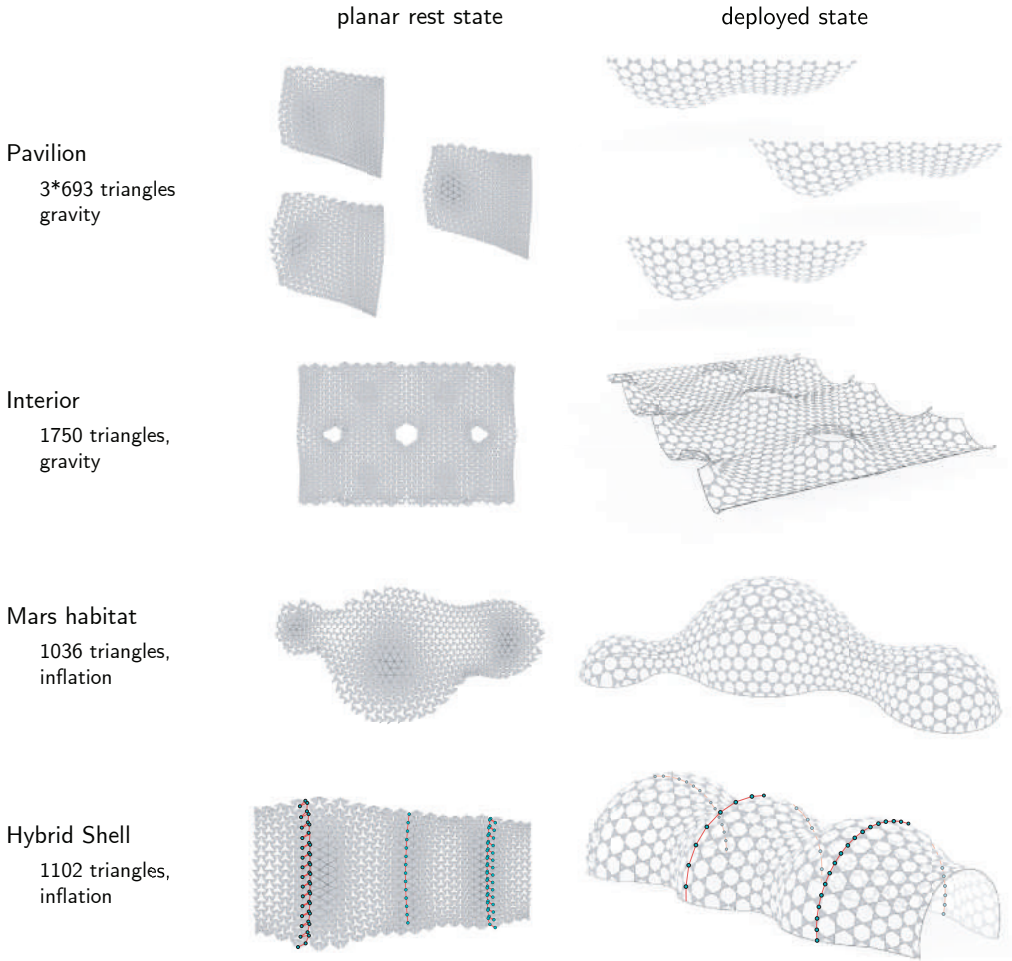 planar rest state
deployed state
Pavilion
3*693 triangles
gravity
Interior
1750 triangles,
gravity
Mars habitat
1036 triangles,
inflation
Hybrid Shell
1102 triangles,
inflation